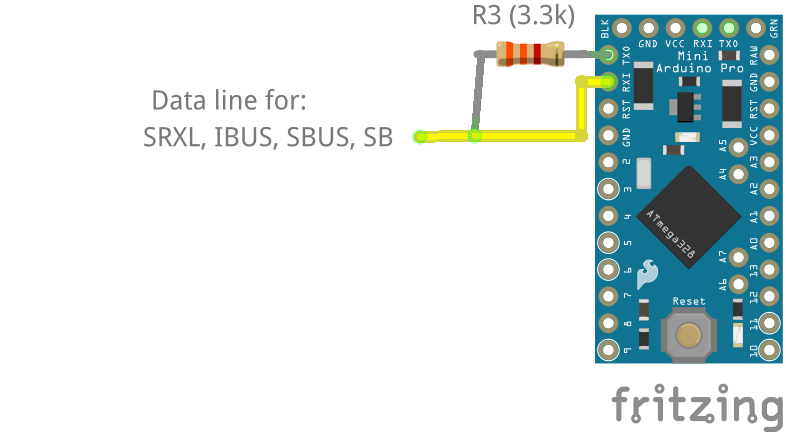 R3 (3.3k)
Data line for:
SRXL, IBUS, SBUS, SB
BLK
GND
VCC
RXI
TXO
GRN
Mini
Arduino Pro
TXO
RXI
RST
GND
2
3
4
5
6
7
8
9
RAW
GND
RST
VCC
A3
A2
A1
A0
13
12
11
10
A5
A4
A7
A6
ATmega328
Reset
fritzing